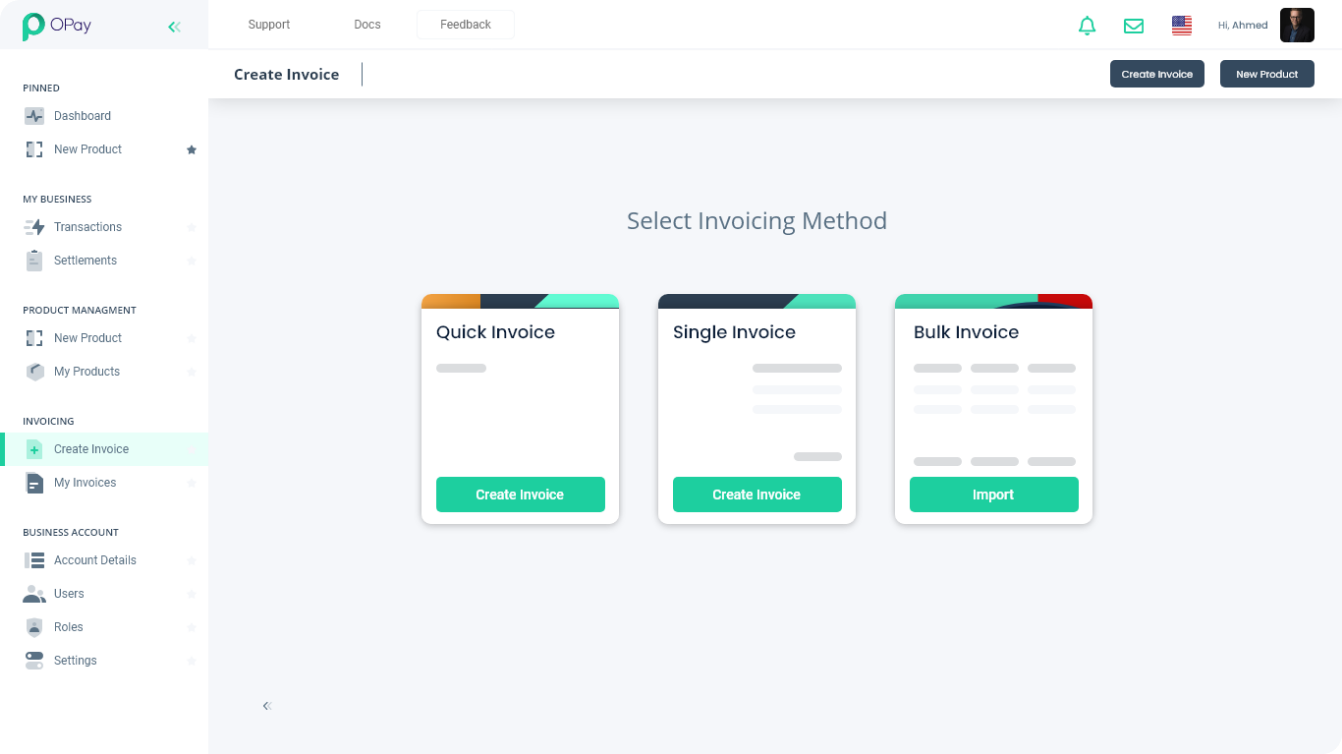 OPay
Support
Docs
Feedback
Hi, Ahmed
Create Invoice
Create Invoice
New Product
PINNED
Dashboard
New Product
MY BUESINESS
Transactions
Settlements
PRODUCT MANAGMENT
New Product
My Products
INVOICING
Create Invoice
My Invoices
BUSINESS ACCOUNT
Account Details
Users
Roles
Settings
Select Invoicing Method
Quick Invoice
Create Invoice
Single Invoice
Create Invoice
Bulk Invoice
Import